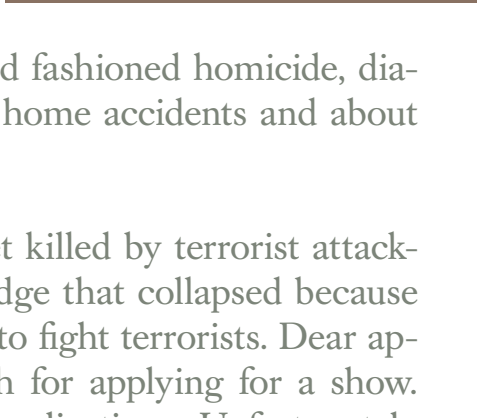 d fashioned homicide, dia-
home accidents and about
t killed by terrorist attack-
dge that collapsed because
to fight terrorists. Dear ap-
h for applying for a show.